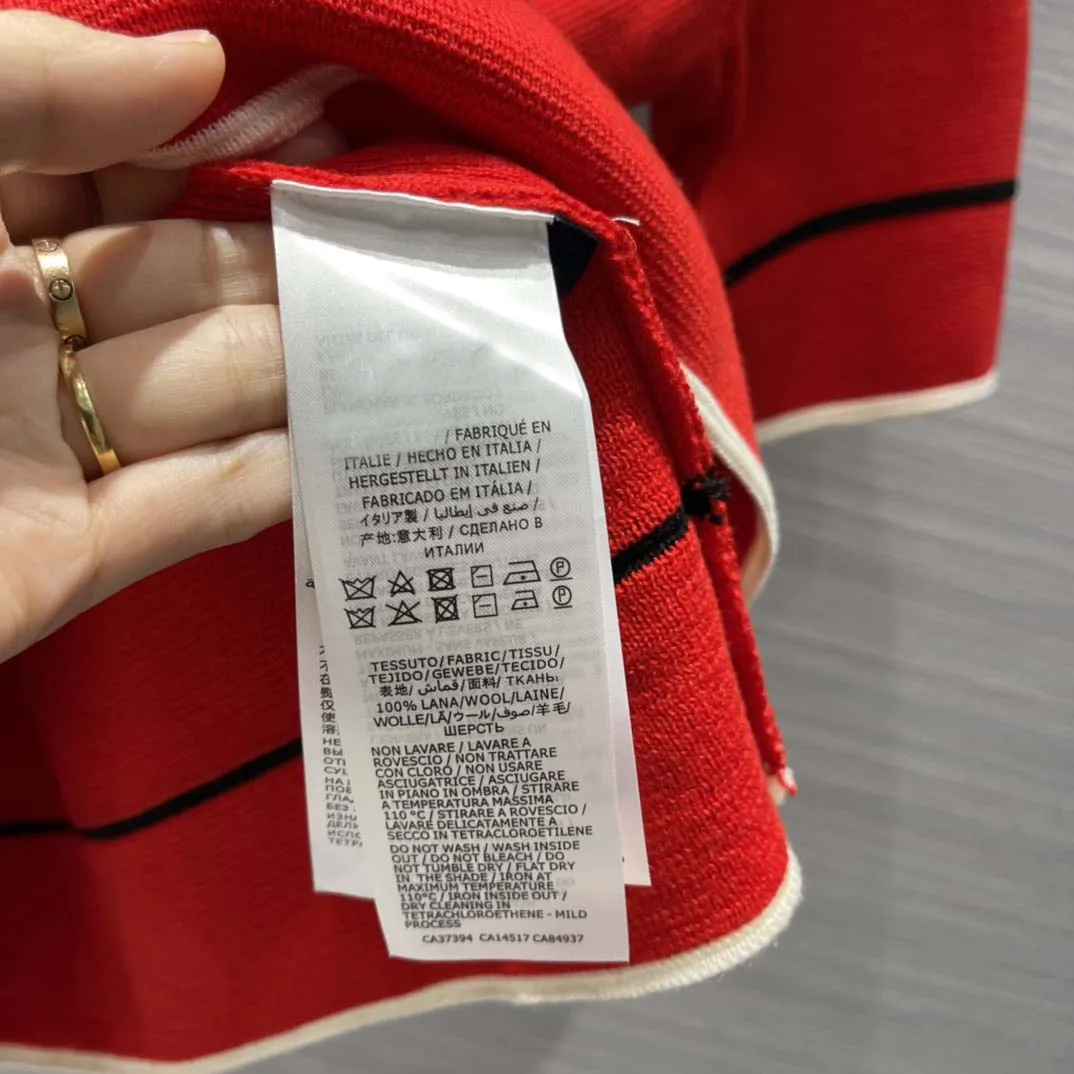 / FABRIQUÉ EN
ITALIE / HECHO EN ITALIA /
HERGESTELLT IN ITALIEN /
FABRICADO EM ITÁLIA /
イタリア製 / صنع في إيطاليا /
产地:意大利 / СДЕЛАНО В
ИТАЛИИ
P
P
TESSUTO/FABRIC/TISSU/
TEJIDO/GEWEBE/TECIDO/
表地/ قماش/面料/ ТКАНЬ:
100% LANA/WOOL/LAINE/
WOLLE/LÃ/ウール/صوف/羊毛/
ШЕРСТЬ
NON LAVARE / LAVARE A
ROVESCIO / NON TRATTARE
CON CLORO / NON USARE
ASCIUGATRICE / ASCIUGARE
IN PIANO IN OMBRA / STIRARE
A TEMPERATURA MASSIMA
110 °C / STIRARE A ROVESCIO /
LAVARE DELICATAMENTE A
SECCO IN TETRACLOROETILENE
DO NOT WASH / WASH INSIDE
OUT / DO NOT BLEACH / DO
NOT TUMBLE DRY / FLAT DRY
IN THE SHADE / IRON AT
MAXIMUM TEMPERATURE
110°C / IRON INSIDE OUT /
DRY CLEANING IN
TETRACHLOROETHENE - MILD
PROCESS
CA37394 CA14517 CA84937